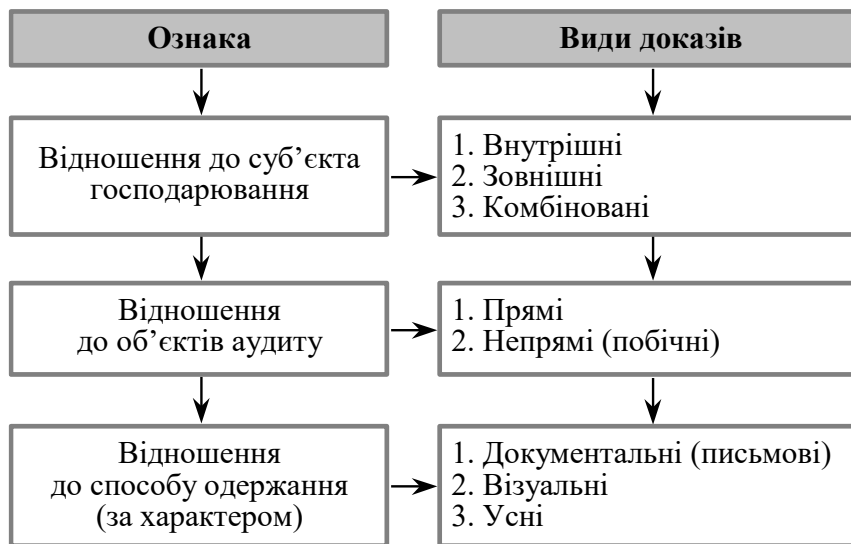 Ознака
Види доказів
Відношення до суб’єкта
господарювання
1. Внутрішні
2. Зовнішні
3. Комбіновані
Відношення
до об’єктів аудиту
1. Прямі
2. Непрямі (побічні)
Відношення
до способу одержання
(за характером)
1. Документальні (письмові)
2. Візуальні
3. Усні